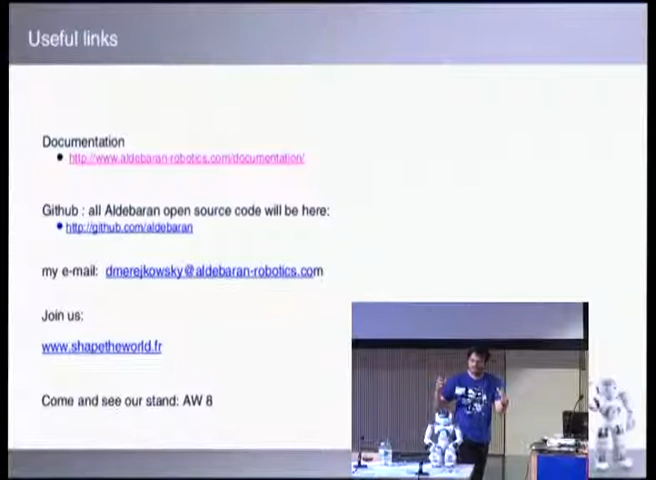 Useful links
Documentation
http://www.aldebaran-robotics.com/documentation/
Github : all Aldebaran open source code will be here:
http://github.com/aldebaran
my e-mail: dmerejkowsky@aldebaran-robotics.com
Join us:
www.shapetheworld.fr
Come and see our stand: AW 8